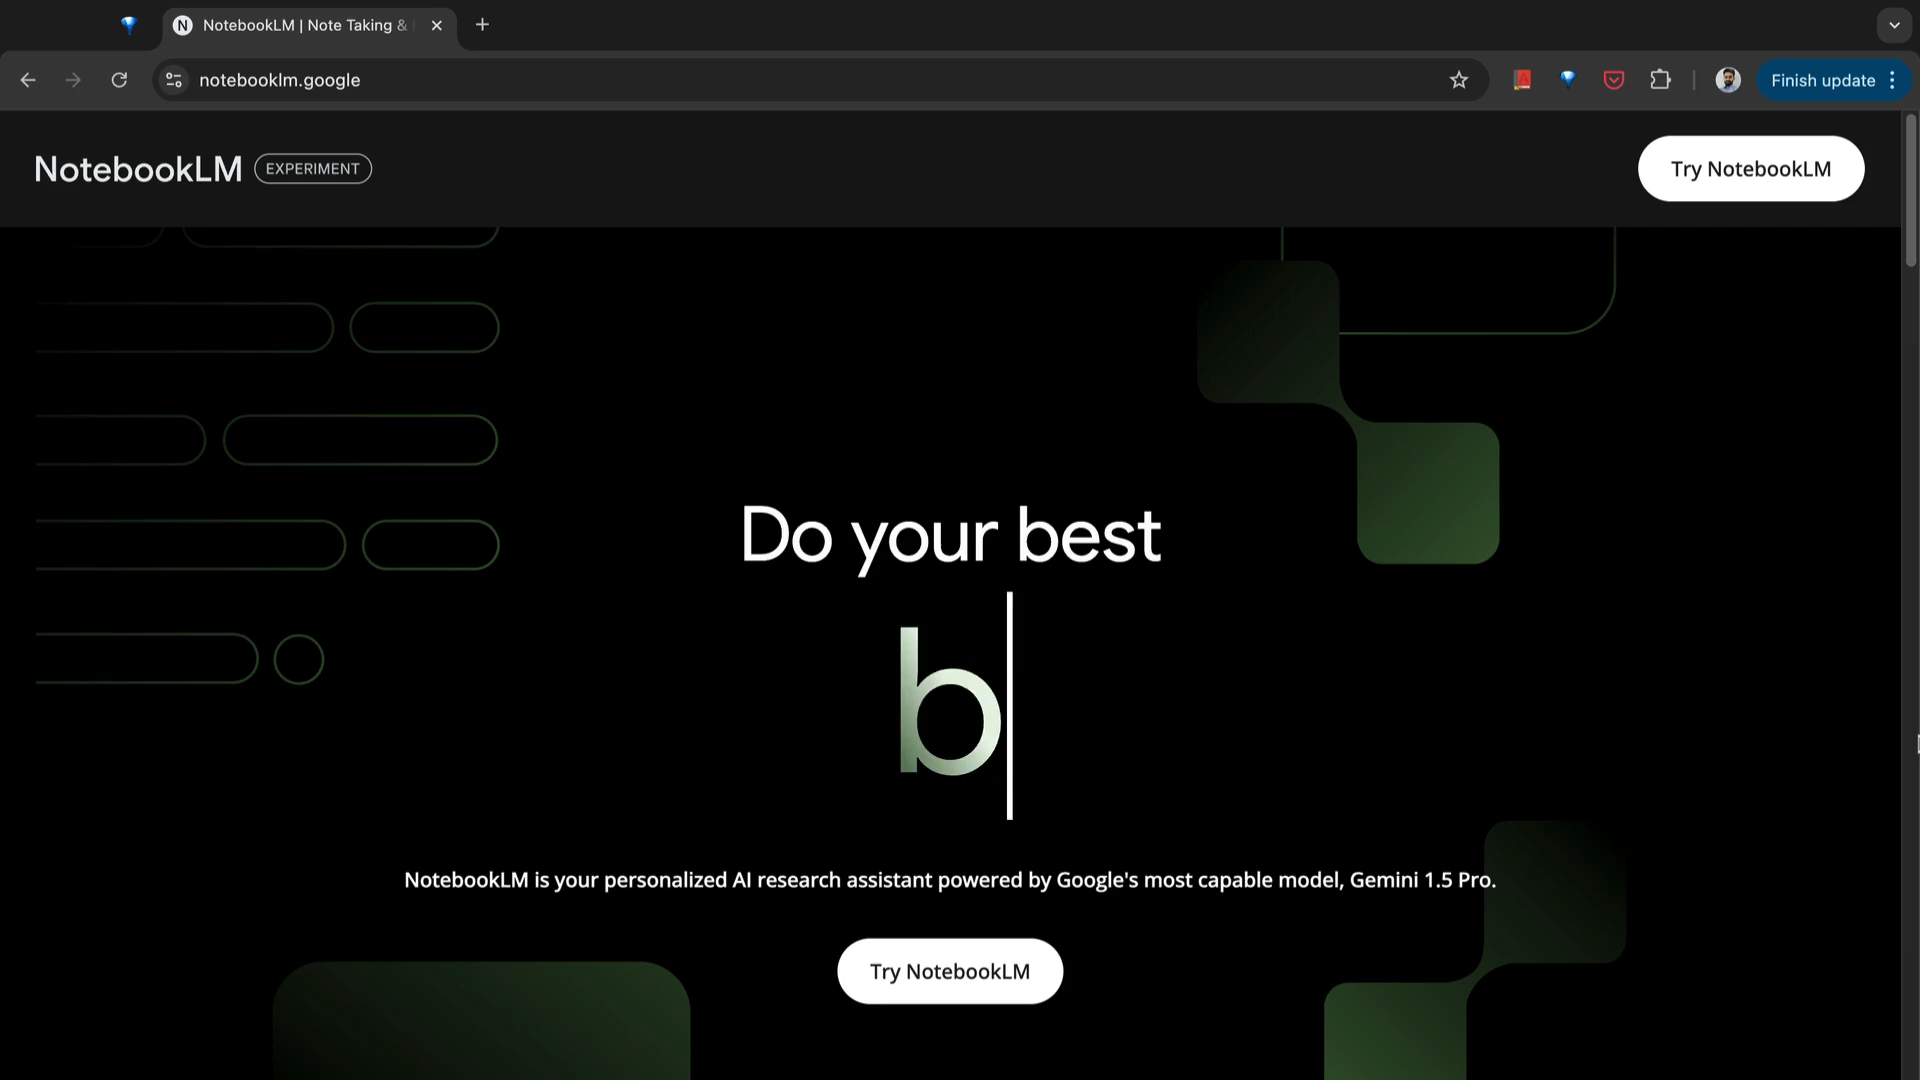 NotebookLM | Note Taking &
notebooklm.google
Finish update
NotebookLM
EXPERIMENT
Try NotebookLM
Do your best
b
NotebookLM is your personalized AI research assistant powered by Google's most capable model, Gemini 1.5 Pro.
Try NotebookLM